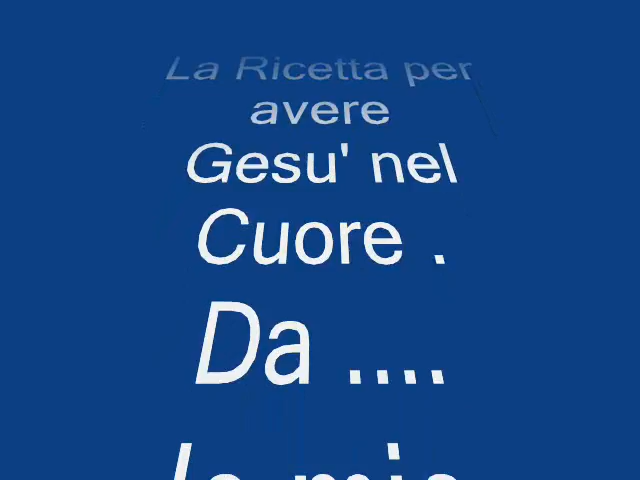 La Ricetta per
avere
Gesu' nel
Cuore .
Da ....